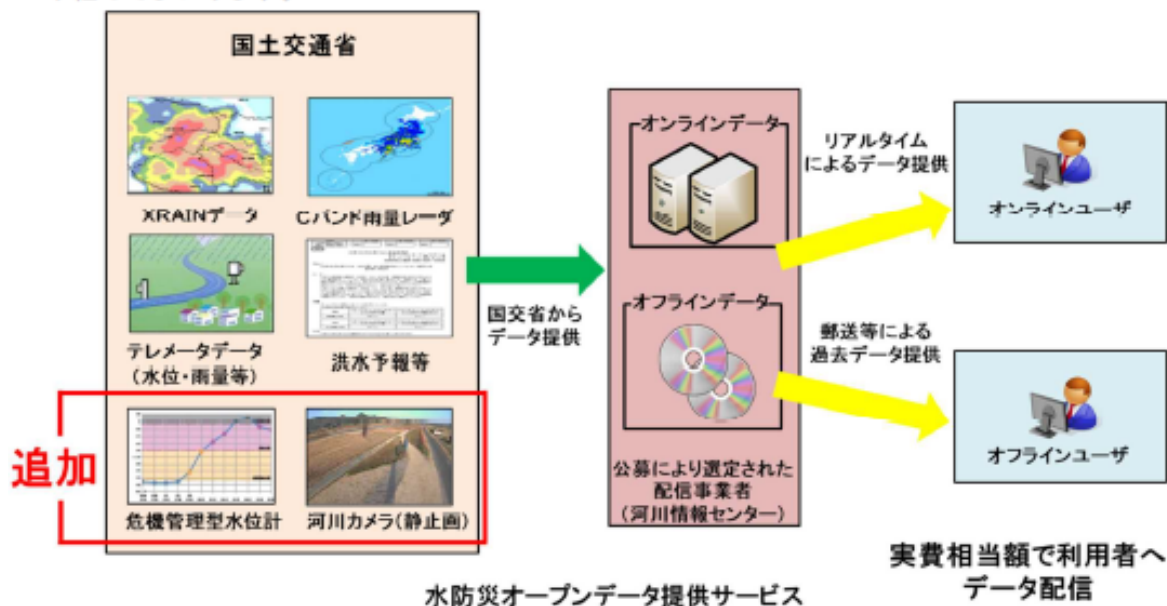 国土交通省
XRAINデータ
Cバンド雨量レーダ
テレメータデータ
(水位・雨量等)
洪水予報等
追加
危機管理型水位計
河川カメラ(静止画)
国交省から
データ提供
オンラインデータ
オフラインデータ
公募により選定された
配信事業者
(河川情報センター)
リアルタイム
によるデータ提供
オンラインユーザ
郵送等による
過去データ提供
オフラインユーザ
実費相当額で利用者へ
データ配信
水防災オープンデータ提供サービス